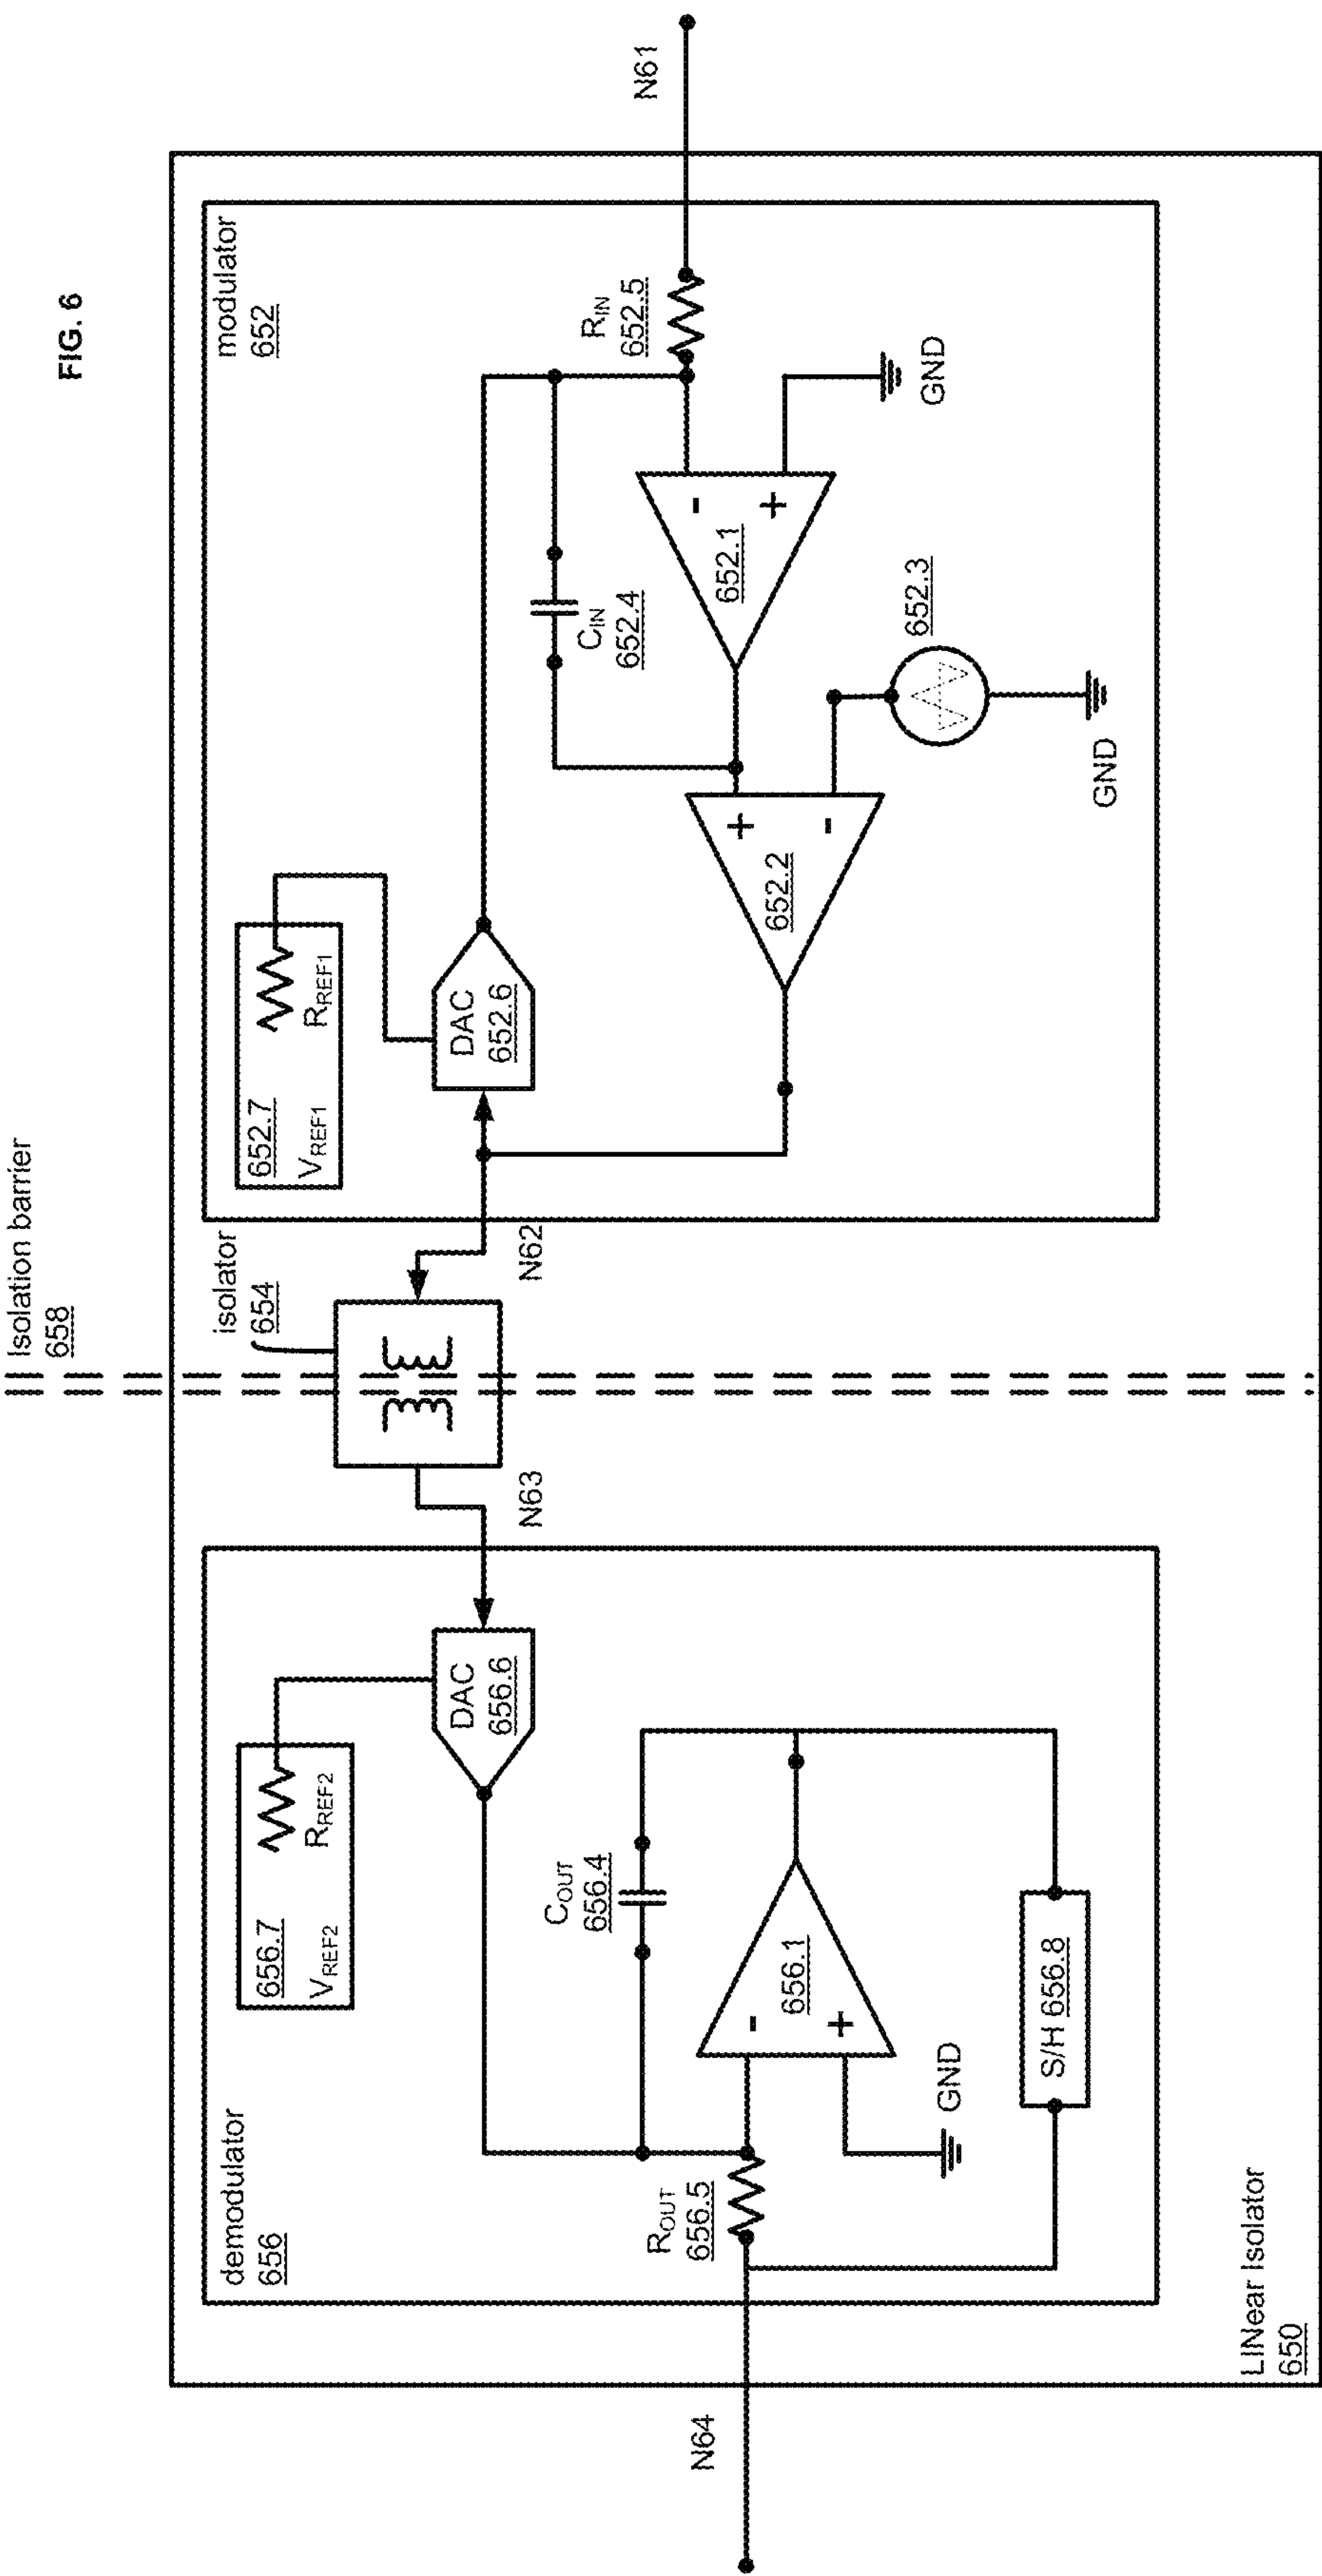 FIG. 6
Isolation barrier
658
LINear Isolator
650
demodulator
656
656.7
V_REF2
R_REF2
DAC
656.6
C_OUT
656.4
656.1
-
+
R_OUT
656.5
GND
S/H 656.8
N64
N63
isolator
654
N62
modulator
652
652.7
V_REF1
R_REF1
DAC
652.6
C_IN
652.4
652.2
+
-
652.1
-
+
652.3
GND
R_IN
652.5
GND
N61